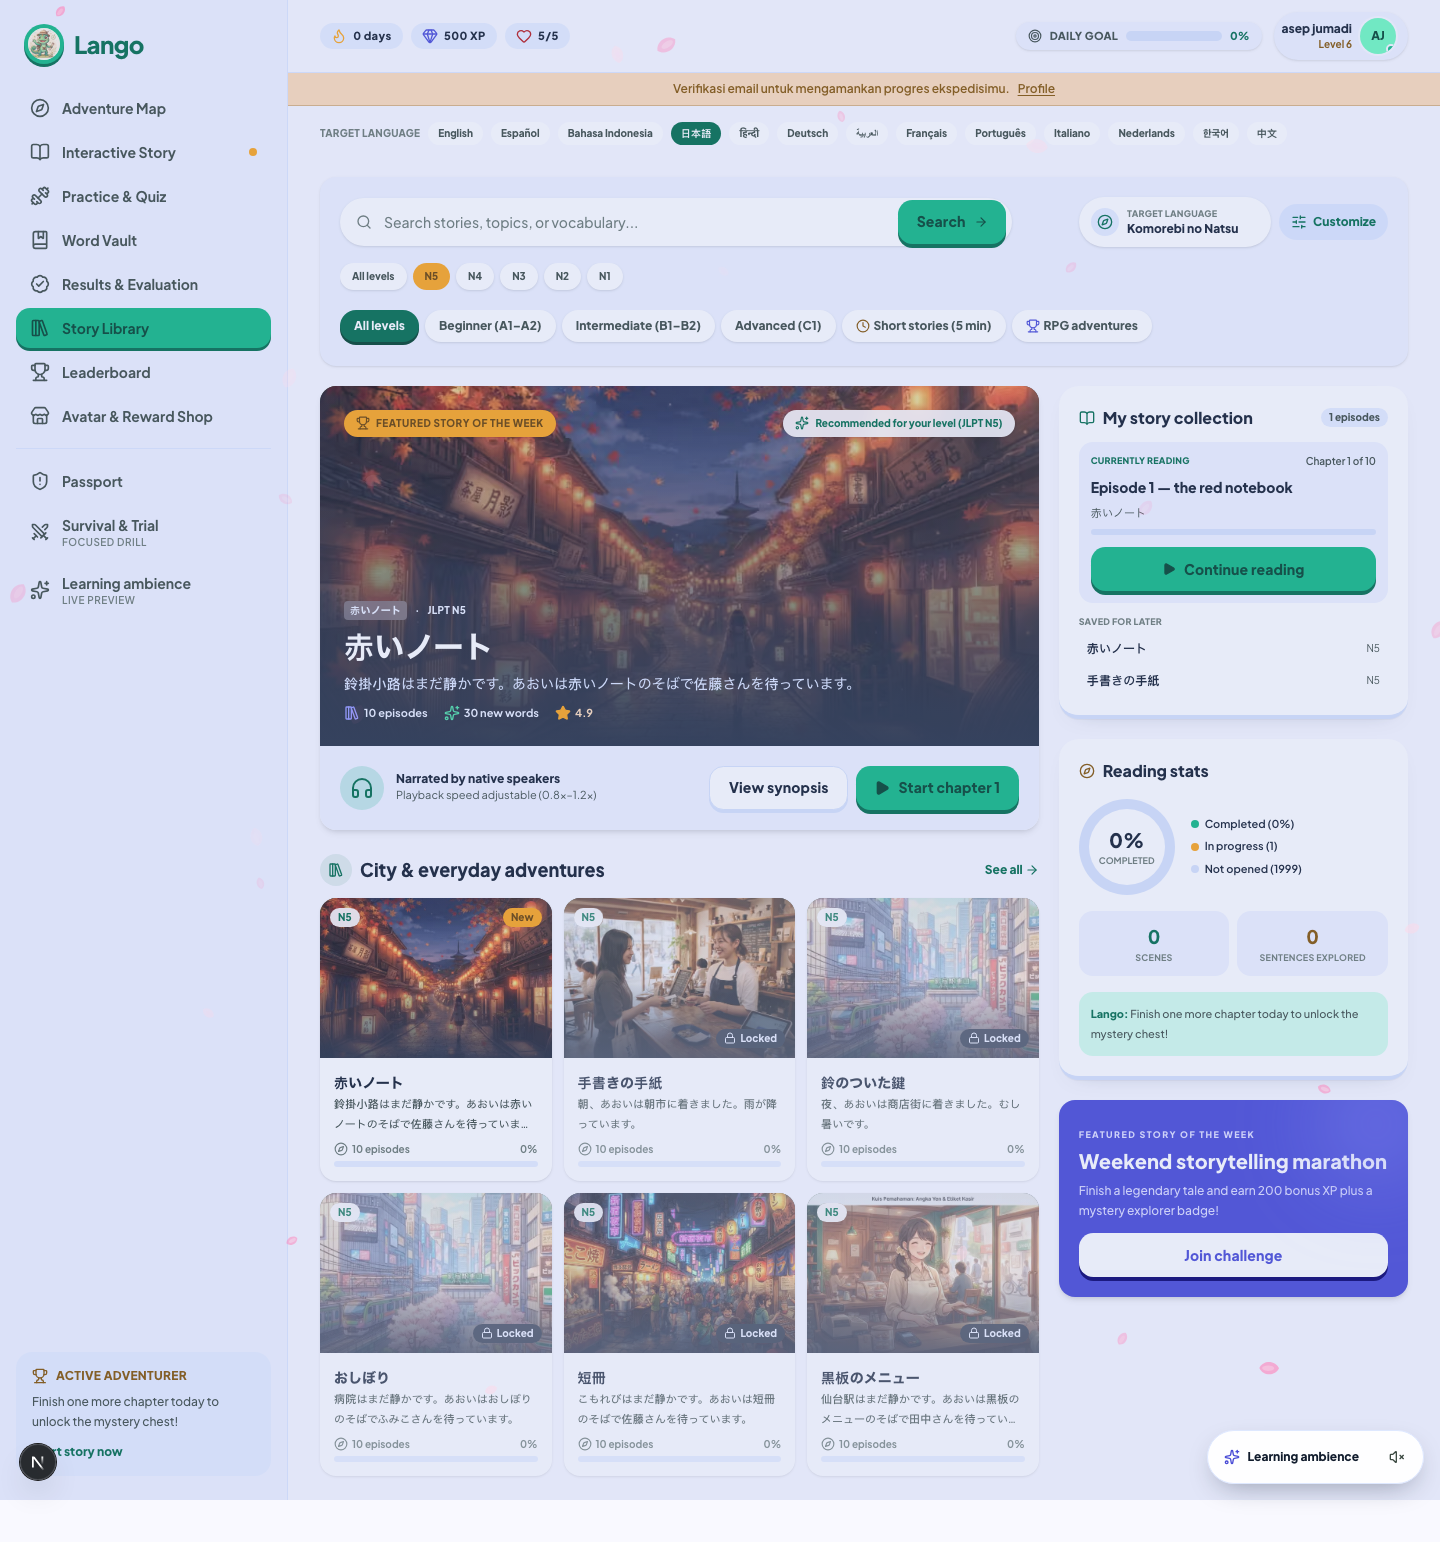 Lango
Adventure Map
Interactive Story
Practice & Quiz
Word Vault
Results & Evaluation
Story Library
Leaderboard
Avatar & Reward Shop
Passport
Survival & Trial
FOCUSED DRILL
Learning ambience
LIVE PREVIEW
ACTIVE ADVENTURER
Finish one more chapter today to
unlock the mystery chest!
rt story now
N
0 days
500 XP
5/5
DAILY GOAL
0%
asep jumadi
Level 6
AJ
Verifikasi email untuk mengamankan progres ekspedisimu. Profile
TARGET LANGUAGE English Español Bahasa Indonesia 日本語 हिन्दी Deutsch العربية Français Português Italiano Nederlands 한국어 中文
Search stories, topics, or vocabulary...
Search
TARGET LANGUAGE
Komorebi no Natsu
Customize
All levels N5 N4 N3 N2 N1
All levels Beginner (A1–A2) Intermediate (B1–B2) Advanced (C1) Short stories (5 min) RPG adventures
FEATURED STORY OF THE WEEK
Recommended for your level (JLPT N5)
赤いノート · JLPT N5
赤いノート
鈴掛小路はまだ静かです。あおいは赤いノートのそばで佐藤さんを待っています。
10 episodes 30 new words 4.9
Narrated by native speakers
Playback speed adjustable (0.8×–1.2×)
View synopsis
Start chapter 1
City & everyday adventures
See all
N5
New
赤いノート
鈴掛小路はまだ静かです。あおいは赤い
ノートのそばで佐藤さんを待っていま...
10 episodes 0%
N5
Locked
手書きの手紙
朝、あおいは朝市に着きました。雨が降
っています。
10 episodes 0%
N5
Locked
鈴のついた鍵
夜、あおいは商店街に着きました。むし
暑いです。
10 episodes 0%
N5
Locked
おしぼり
病院はまだ静かです。あおいはおしぼり
のそばでふみこさんを待っています。
10 episodes 0%
N5
Locked
短冊
こもれびはまだ静かです。あおいは短冊
のそばで佐藤さんを待っています。
10 episodes 0%
Kuis Pemahaman: Angka Yen & Etiket Kasir
N5
Locked
黒板のメニュー
仙台駅はまだ静かです。あおいは黒板の
メニューのそばで田中さんを待ってい...
10 episodes 0%
My story collection
1 episodes
CURRENTLY READING
Chapter 1 of 10
Episode 1 — the red notebook
赤いノート
Continue reading
SAVED FOR LATER
赤いノート N5
手書きの手紙 N5
Reading stats
0%
COMPLETED
Completed (0%)
In progress (1)
Not opened (1999)
0
SCENES
0
SENTENCES EXPLORED
Lango: Finish one more chapter today to unlock the
mystery chest!
FEATURED STORY OF THE WEEK
Weekend storytelling marathon
Finish a legendary tale and earn 200 bonus XP plus a
mystery explorer badge!
Join challenge
Learning ambience